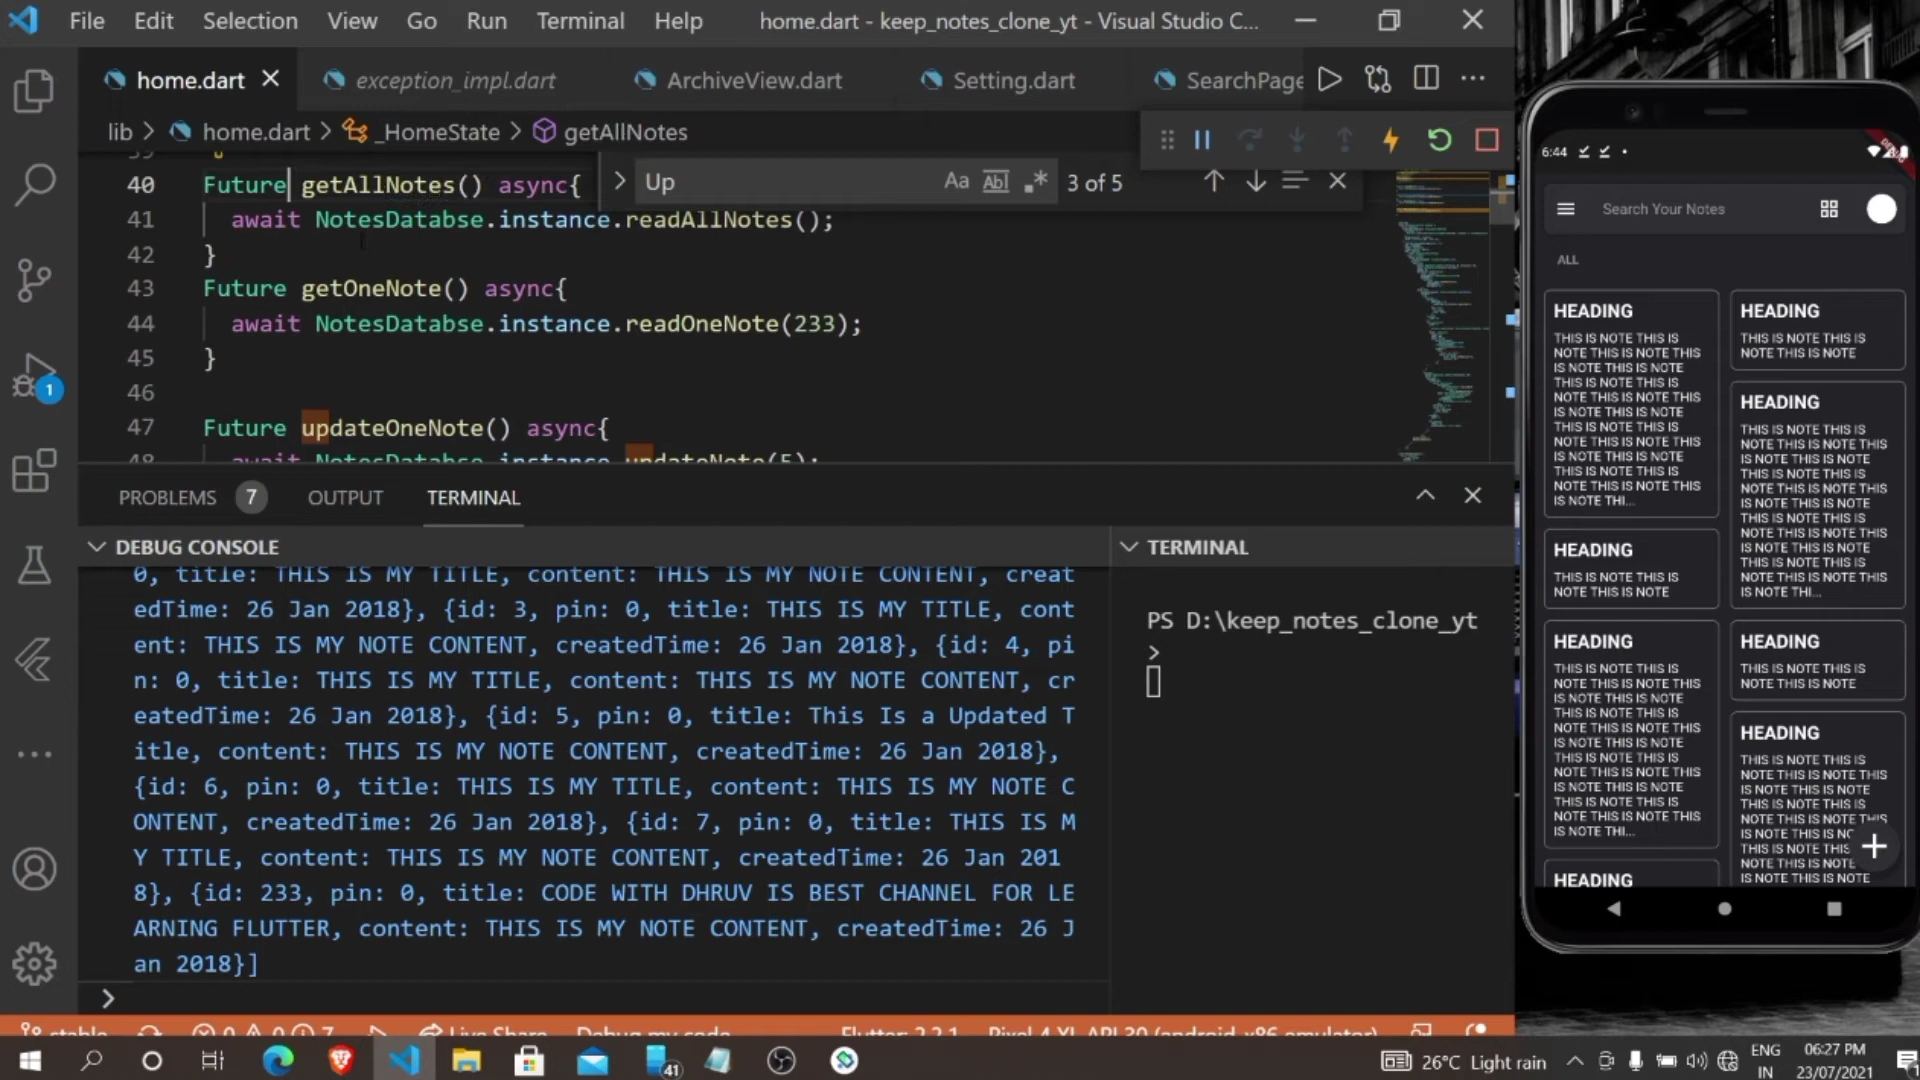 File Edit Selection View Go Run Terminal Help home.dart - keep_notes_clone_yt - Visual Studio C...
home.dart exception_impl.dart ArchiveView.dart Setting.dart SearchPage
lib > home.dart > _HomeState > getAllNotes
39
Up Aa Abl 3 of 5
40 Future getAllNotes() async{
41 await NotesDatabse.instance.readAllNotes();
42 }
43 Future getOneNote() async{
44 await NotesDatabse.instance.readOneNote(233);
45 }
46
47 Future updateOneNote() async{
48 await NotesDatabse.instance.updateNote(5);
1
PROBLEMS 7 OUTPUT TERMINAL
DEBUG CONSOLE
0, title: THIS IS MY TITLE, content: THIS IS MY NOTE CONTENT, creat
edTime: 26 Jan 2018}, {id: 3, pin: 0, title: THIS IS MY TITLE, cont
ent: THIS IS MY NOTE CONTENT, createdTime: 26 Jan 2018}, {id: 4, pi
n: 0, title: THIS IS MY TITLE, content: THIS IS MY NOTE CONTENT, cr
eatedTime: 26 Jan 2018}, {id: 5, pin: 0, title: This Is a Updated T
itle, content: THIS IS MY NOTE CONTENT, createdTime: 26 Jan 2018},
{id: 6, pin: 0, title: THIS IS MY TITLE, content: THIS IS MY NOTE C
ONTENT, createdTime: 26 Jan 2018}, {id: 7, pin: 0, title: THIS IS M
Y TITLE, content: THIS IS MY NOTE CONTENT, createdTime: 26 Jan 201
8}, {id: 233, pin: 0, title: CODE WITH DHRUV IS BEST CHANNEL FOR LE
ARNING FLUTTER, content: THIS IS MY NOTE CONTENT, createdTime: 26 J
an 2018}]
>
TERMINAL
PS D:\keep_notes_clone_yt
>
stable 0 0 7 Live Share Debug my code Flutter: 2.2.1 Pixel 4 XL API 30 (android-x86 emulator)
6:44
DEBUG
Search Your Notes
ALL
HEADING
THIS IS NOTE THIS IS
NOTE THIS IS NOTE THIS
IS NOTE THIS IS NOTE
THIS IS NOTE THIS IS
NOTE THIS IS NOTE THIS
IS NOTE THIS IS NOTE
THIS IS NOTE THIS IS
NOTE THIS IS NOTE THIS
IS NOTE THIS IS NOTE
THIS IS NOTE THIS IS
NOTE THIS IS NOTE THIS
IS NOTE THI...
HEADING
THIS IS NOTE THIS IS
NOTE THIS IS NOTE
HEADING
THIS IS NOTE THIS IS
NOTE THIS IS NOTE THIS
IS NOTE THIS IS NOTE
THIS IS NOTE THIS IS
NOTE THIS IS NOTE THIS
IS NOTE THIS IS NOTE
THIS IS NOTE THIS IS
NOTE THIS IS NOTE THIS
IS NOTE THIS IS NOTE
THIS IS NOTE THIS IS
NOTE THIS IS NOTE THIS
IS NOTE THI...
HEADING
HEADING
THIS IS NOTE THIS IS
NOTE THIS IS NOTE
HEADING
THIS IS NOTE THIS IS
NOTE THIS IS NOTE THIS
IS NOTE THIS IS NOTE
THIS IS NOTE THIS IS
NOTE THIS IS NOTE THIS
IS NOTE THIS IS NOTE
THIS IS NOTE THIS IS
NOTE THIS IS NOTE THIS
IS NOTE THIS IS NOTE
THIS IS NOTE THIS IS
NOTE THIS IS NOTE THIS
IS NOTE THI...
HEADING
THIS IS NOTE THIS IS
NOTE THIS IS NOTE
HEADING
THIS IS NOTE THIS IS
NOTE THIS IS NOTE THIS
IS NOTE THIS IS NOTE
THIS IS NOTE THIS IS
NOTE THIS IS NOTE THIS
IS NOTE THIS IS
NOTE THIS IS
NOTE THIS IS NOTE
IS NOTE THIS IS NOTE
41 26°C Light rain ENG 06:27 PM
IN 23/07/2021